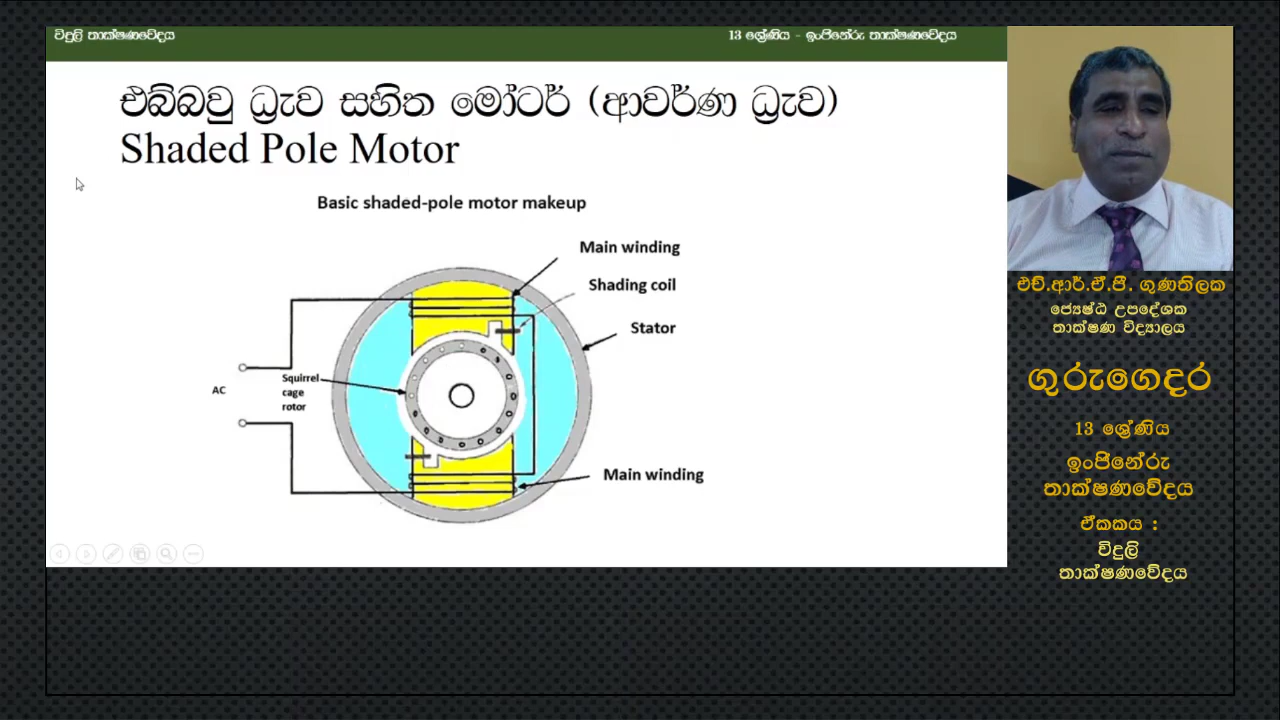 විදුලි තාක්ෂණවේදය
13 ශ්‍රේණිය - ඉංජිනේරු තාක්ෂණවේදය
එබ්බවු ධ්‍රැව සහිත මෝටර් (ආවර්ණ ධ්‍රැව)
Shaded Pole Motor
Basic shaded-pole motor makeup
Main winding
Shading coil
Stator
Squirrel
cage
rotor
AC
Main winding
එච්.ආර්.ඒ.පී. ගුණතිලක
ජ්‍යෙෂ්ඨ උපදේශක
තාක්ෂණ විද්‍යාලය
ගුරුගෙදර
13 ශ්‍රේණිය
ඉංජිනේරු
තාක්ෂණවේදය
ඒකකය :
විදුලි
තාක්ෂණවේදය